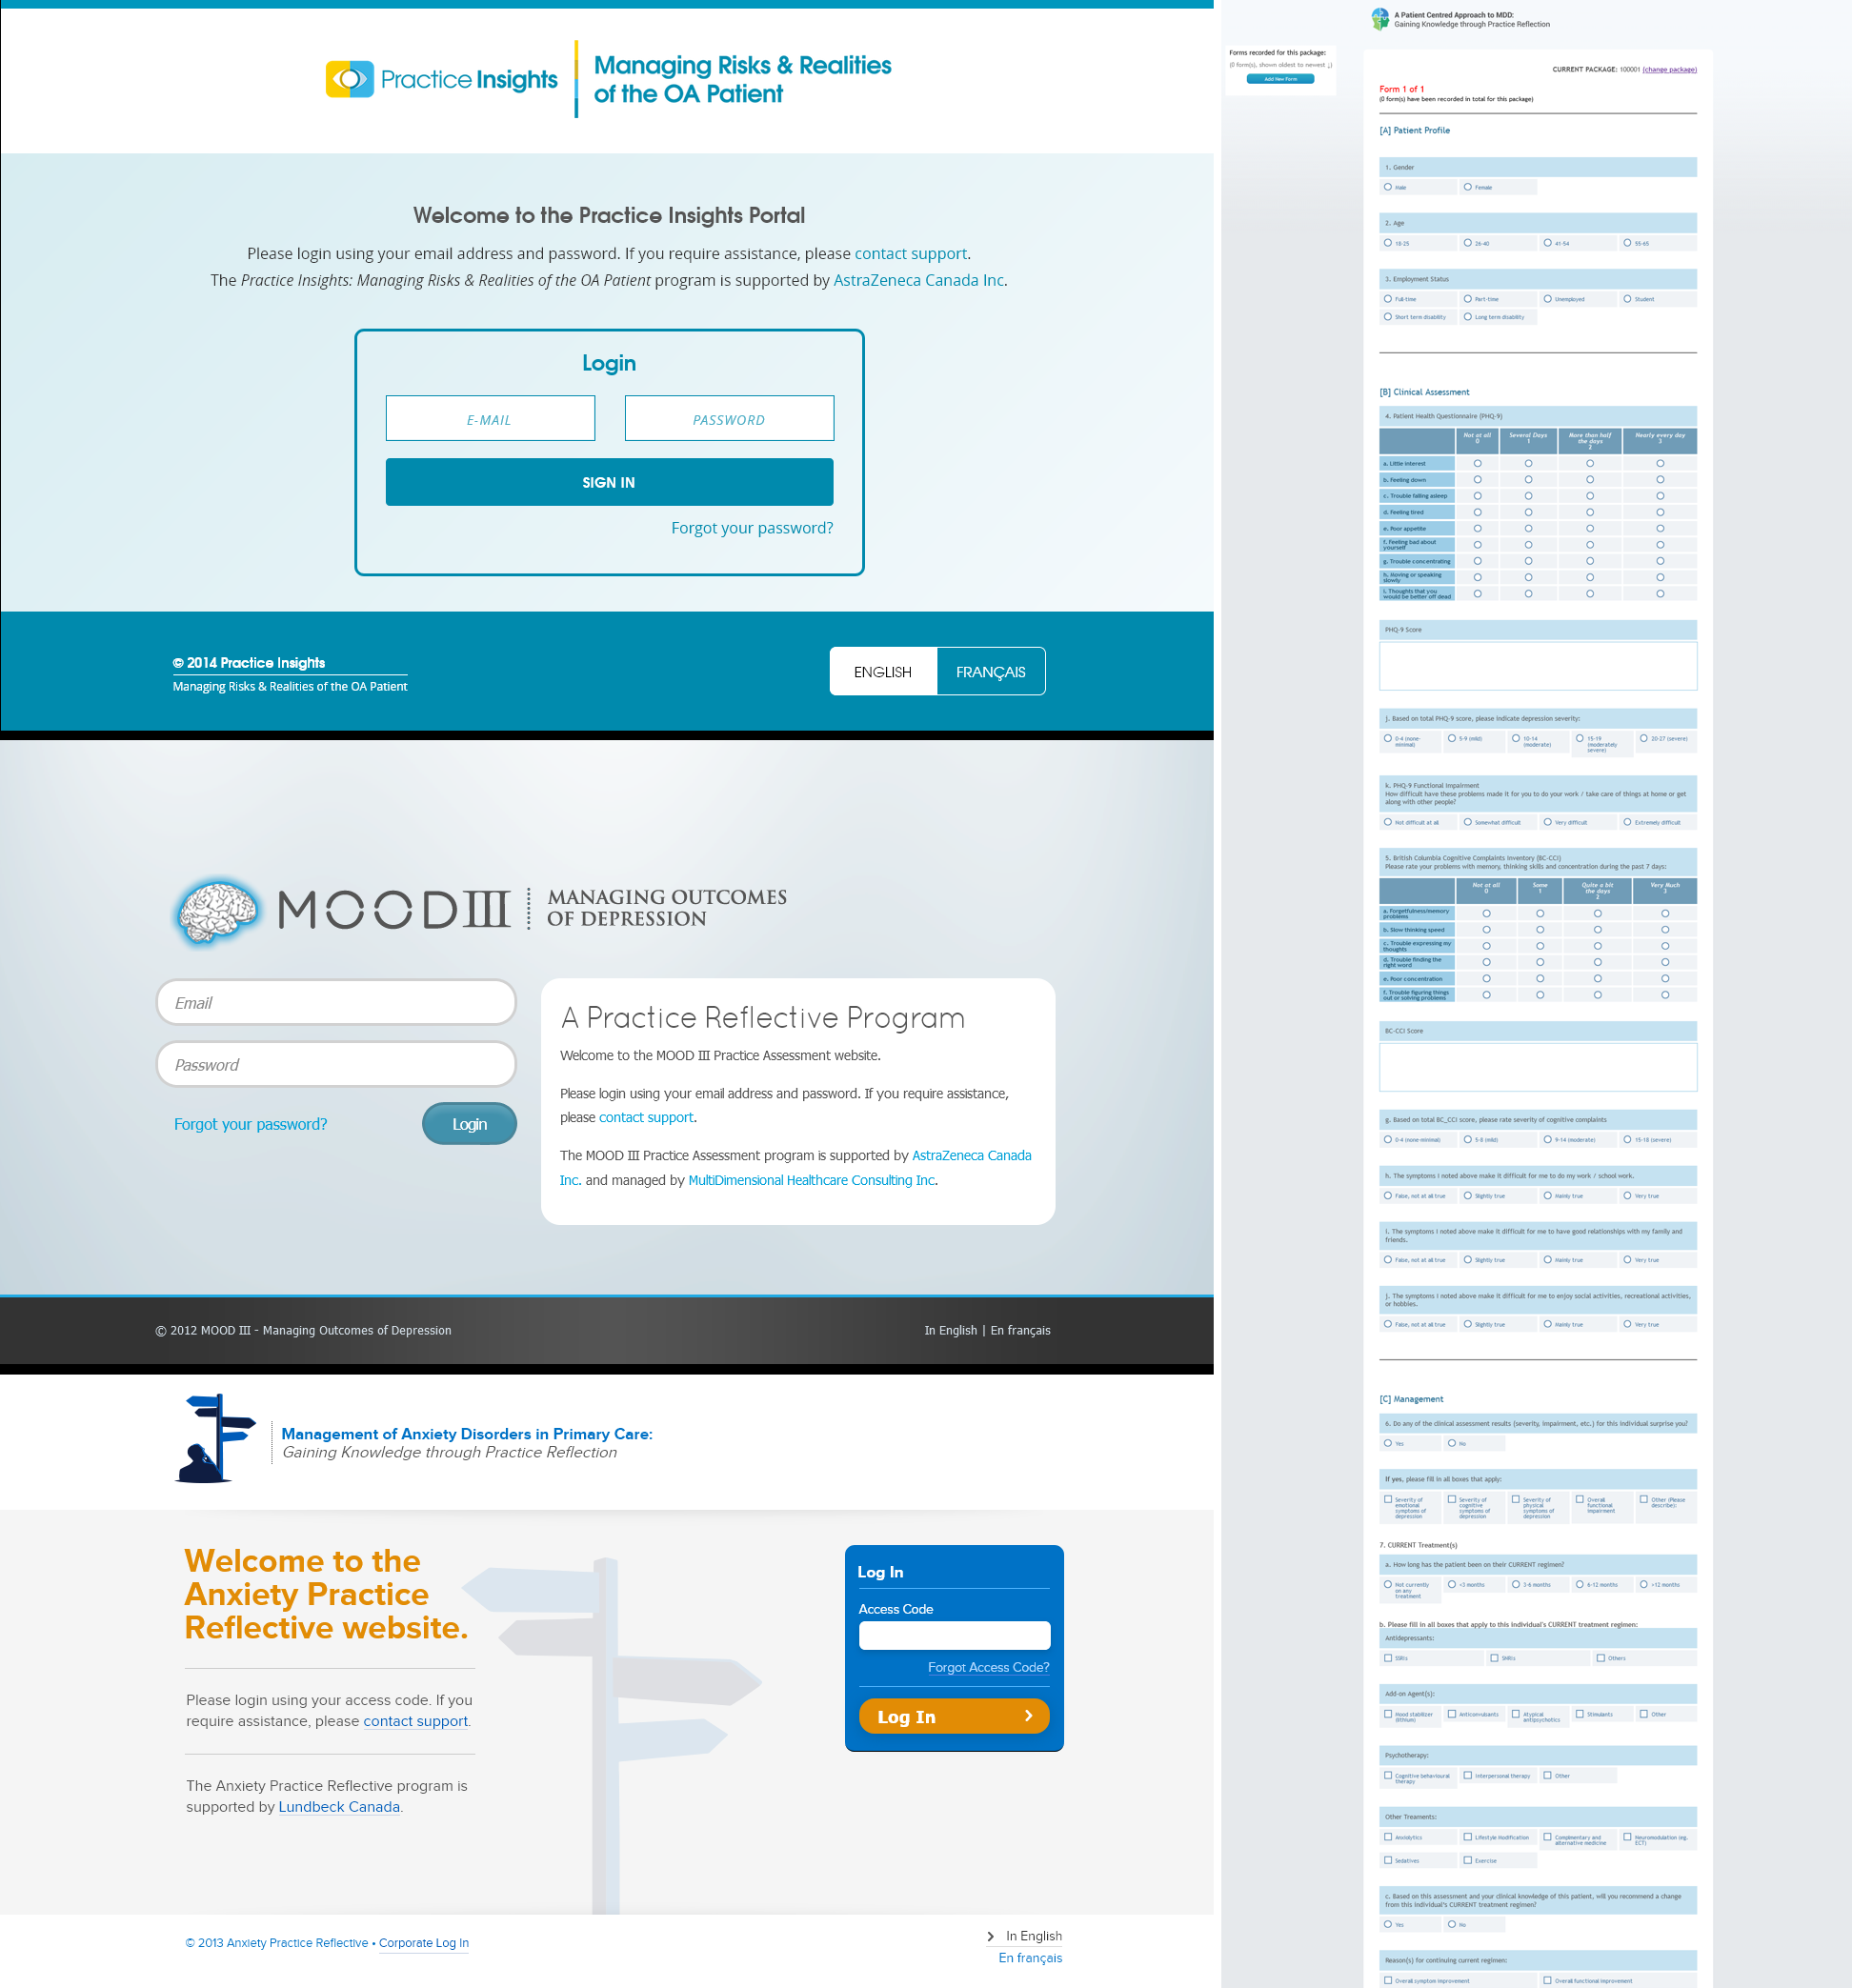 Practice Insights
Managing Risks & Realities
of the OA Patient
Welcome to the Practice Insights Portal
Please login using your email address and password. If you require assistance, please contact support.
The Practice Insights: Managing Risks & Realities of the OA Patient program is supported by AstraZeneca Canada Inc.
Login
E-MAIL
PASSWORD
SIGN IN
Forgot your password?
© 2014 Practice Insights
Managing Risks & Realities of the OA Patient
ENGLISH
FRANÇAIS
MOOD III
MANAGING OUTCOMES
OF DEPRESSION
Email
Password
Forgot your password?
Login
A Practice Reflective Program
Welcome to the MOOD III Practice Assessment website.
Please login using your email address and password. If you require assistance,
please contact support.
The MOOD III Practice Assessment program is supported by AstraZeneca Canada
Inc. and managed by MultiDimensional Healthcare Consulting Inc.
© 2012 MOOD III - Managing Outcomes of Depression
In English | En français
Management of Anxiety Disorders in Primary Care:
Gaining Knowledge through Practice Reflection
Welcome to the
Anxiety Practice
Reflective website.
Please login using your access code. If you
require assistance, please contact support.
The Anxiety Practice Reflective program is
supported by Lundbeck Canada.
Log In
Access Code
Forgot Access Code?
Log In
© 2013 Anxiety Practice Reflective • Corporate Log In
In English
En français
A Patient Centred Approach to MDD:
Gaining Knowledge through Practice Reflection
Forms recorded for this package:
(0 form(s), shown oldest to newest ↓)
Add New Form
CURRENT PACKAGE: 100001 (change package)
Form 1 of 1
(0 form(s) have been recorded in total for this package)
[A] Patient Profile
1. Gender
Male Female
2. Age
18-25 26-40 41-54 55-65
3. Employment Status
Full-time Part-time Unemployed Student
Short term disability Long term disability
[B] Clinical Assessment
4. Patient Health Questionnaire (PHQ-9)
Not at all Several Days More than half Nearly every day
the days
0 1 2 3
a. Little interest
b. Feeling down
c. Trouble falling asleep
d. Feeling tired
e. Poor appetite
f. Feeling bad about
yourself
g. Trouble concentrating
h. Moving or speaking
slowly
i. Thoughts that you
would be better off dead
PHQ-9 Score
j. Based on total PHQ-9 score, please indicate depression severity:
0-4 (none-minimal) 5-9 (mild) 10-14 (moderate) 15-19 (moderately severe) 20-27 (severe)
k. PHQ-9 Functional Impairment
How difficult have these problems made it for you to do your work / take care of things at home or get
along with other people?
Not difficult at all Somewhat difficult Very difficult Extremely difficult
5. British Columbia Cognitive Complaints Inventory (BC-CCI)
Please rate your problems with memory, thinking skills and concentration during the past 7 days:
Not at all Some Quite a bit Very Much
the days
0 1 2 3
a. Forgetfulness/memory
problems
b. Slow thinking speed
c. Trouble expressing my
thoughts
d. Trouble finding the
right word
e. Poor concentration
f. Trouble figuring things
out or solving problems
BC-CCI Score
g. Based on total BC_CCI score, please rate severity of cognitive complaints
0-4 (none-minimal) 5-8 (mild) 9-14 (moderate) 15-18 (severe)
h. The symptoms I noted above make it difficult for me to do my work / school work.
False, not at all true Slightly true Mainly true Very true
i. The symptoms I noted above make it difficult for me to have good relationships with my family and
friends.
False, not at all true Slightly true Mainly true Very true
j. The symptoms I noted above make it difficult for me to enjoy social activities, recreational activities,
or hobbies.
False, not at all true Slightly true Mainly true Very true
[C] Management
6. Do any of the clinical assessment results (severity, impairment, etc.) for this individual surprise you?
Yes No
If yes, please fill in all boxes that apply:
Severity of emotional symptoms of depression
Severity of cognitive symptoms of depression
Severity of physical symptoms of depression
Overall functional impairment
Other (Please describe):
7. CURRENT Treatment(s)
a. How long has the patient been on their CURRENT regimen?
Not currently on any treatment <3 months 3-6 months 6-12 months >12 months
b. Please fill in all boxes that apply to this individual's CURRENT treatment regimen:
Antidepressants:
SSRIs SNRIs Others
Add-on Agent(s):
Mood stabilizer (lithium) Anticonvulsants Atypical antipsychotics Stimulants Other
Psychotherapy:
Cognitive behavioural therapy Interpersonal therapy Other
Other Treaments:
Anxiolytics Lifestyle modification Complimentary and alternative medicine Neuromodulation (eg. ECT)
Sedatives Exercise
c. Based on this assessment and your clinical knowledge of this patient, will you recommend a change
from this individual's CURRENT treatment regimen?
Yes No
Reason(s) for continuing current regimen:
Overall symptom improvement Overall functional improvement